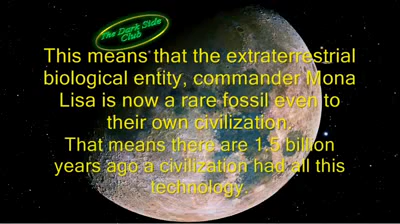 The Dark Side
Club
This means that the extraterrestrial
biological entity, commander Mona
Lisa is now a rare fossil even to
their own civilization.
That means there are 1.5 billion
years ago a civilization had all this
technology.